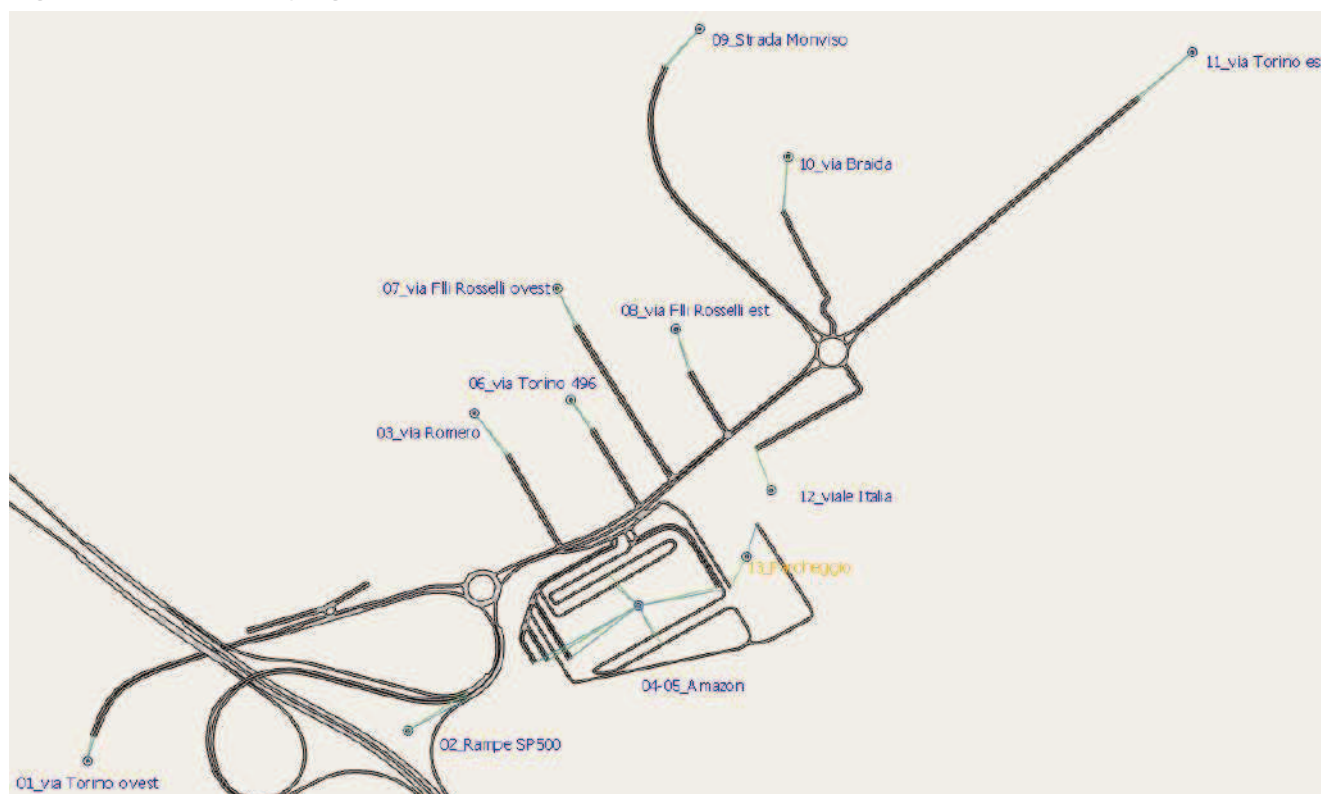 09_Strada Monviso
11_via Torino es
10_via Braida
07_via Flli Rosselli ovest
08_via Flli Rosselli est
06_via Torino 496
03_via Romero
12_viale Italia
13_Parcheggio
04-05_Amazon
02_Rampe SP500
01_via Torino ovest